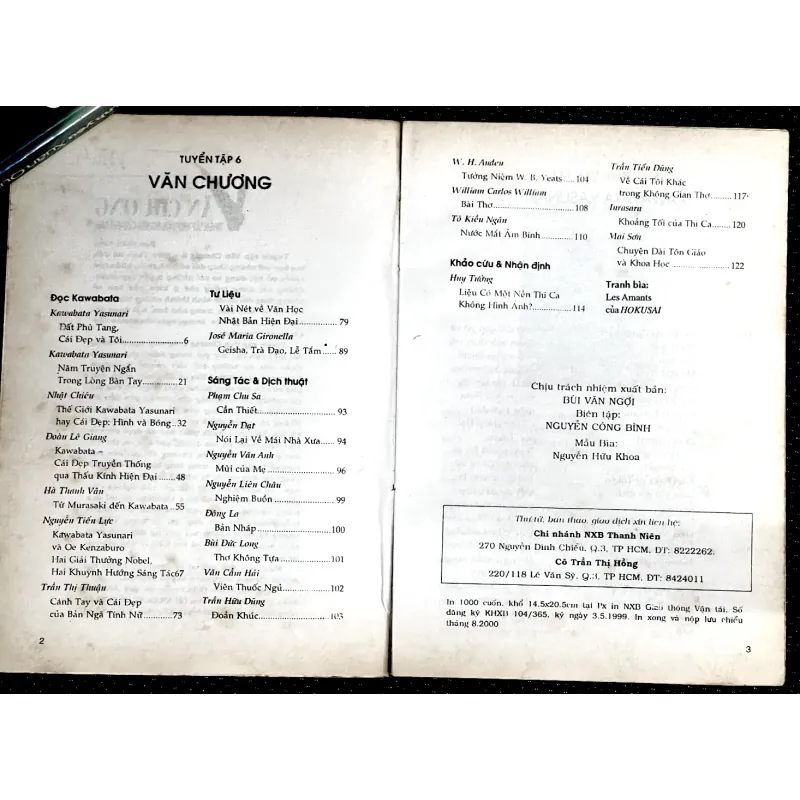 TUYỂN TẬP 6
VĂN CHƯƠNG
Đọc Kawabata
Kawabata Yasunari
Đất Phù Tang,
Cái Đẹp và Tôi.....................6
Kawabata Yasunari
Năm Truyện Ngắn
Trong Lòng Bàn Tay............21
Nhật Chiêu
Thế Giới Kawabata Yasunari
hay Cái Đẹp: Hình và Bóng..32
Đoàn Lê Giang
Kawabata –
Cái Đẹp Truyền Thống
qua Thấu Kính Hiện Đại......48
Hà Thanh Vân
Từ Murasaki đến Kawabata..55
Nguyễn Tiến Lực
Kawabata Yasunari
và Oe Kenzaburo
Hai Giải Thưởng Nobel,
Hai Khuynh Hướng Sáng Tác67
Trần Thị Thuận
Cánh Tay và Cái Đẹp
của Bản Ngã Tính Nữ..........73
2
Tư Liệu
Vài Nét về Văn Học
Nhật Bản Hiện Đại................79
José Maria Gironella
Geisha, Trà Đạo, Lễ Tắm.....89
Sáng Tác & Dịch thuật
Phạm Chu Sa
Cần Thiết...........................93
Nguyễn Đạt
Nói Lại Về Mái Nhà Xưa.......94
Nguyễn Vân Anh
Mùi của Mẹ........................96
Nguyễn Liên Châu
Nghiệm Buồn.....................99
Đông La
Bản Nháp..........................100
Bùi Đức Long
Thơ Không Tựa..................101
Văn Cầm Hải
Viên Thuốc Ngủ..................102
Trần Hữu Dũng
Đoản Khúc........................103
W. H. Auden
Tưởng Niệm W. B. Yeats......104
William Carlos William
Bài Thơ............................108
Tô Kiều Ngân
Nước Mắt Âm Binh.............110
Khảo cứu & Nhận định
Huy Tưởng
Liệu Có Một Nền Thi Ca
Không Hình Ảnh?...............114
Trần Tiến Dũng
Về Cái Tôi Khác
trong Không Gian Thơ.........117
Inrasara
Khoảng Tối của Thi Ca........120
Mai Sơn
Chuyện Dài Tôn Giáo
và Khoa Học.....................122
Tranh bìa:
Les Amants
của HOKUSAI
Chịu trách nhiệm xuất bản:
BÙI VĂN NGỢI
Biên tập:
NGUYỄN CÔNG BÌNH
Mẫu Bìa:
Nguyễn Hữu Khoa
Thư từ, bản thảo, giao dịch xin liên hệ:
Chi nhánh NXB Thanh Niên
270 Nguyễn Đình Chiểu, Q.3, TP HCM, ĐT: 8222262.
Cô Trần Thị Hồng
220/118 Lê Văn Sỹ, Q.3, TP HCM, ĐT: 8424011
In 1000 cuốn, khổ 14,5x20.5cm tại Px in NXB Giao thông Vận tải. Số
đăng ký KHXB 104/365, ký ngày 3.5.1999. In xong và nộp lưu chiểu
tháng 8.2000
3